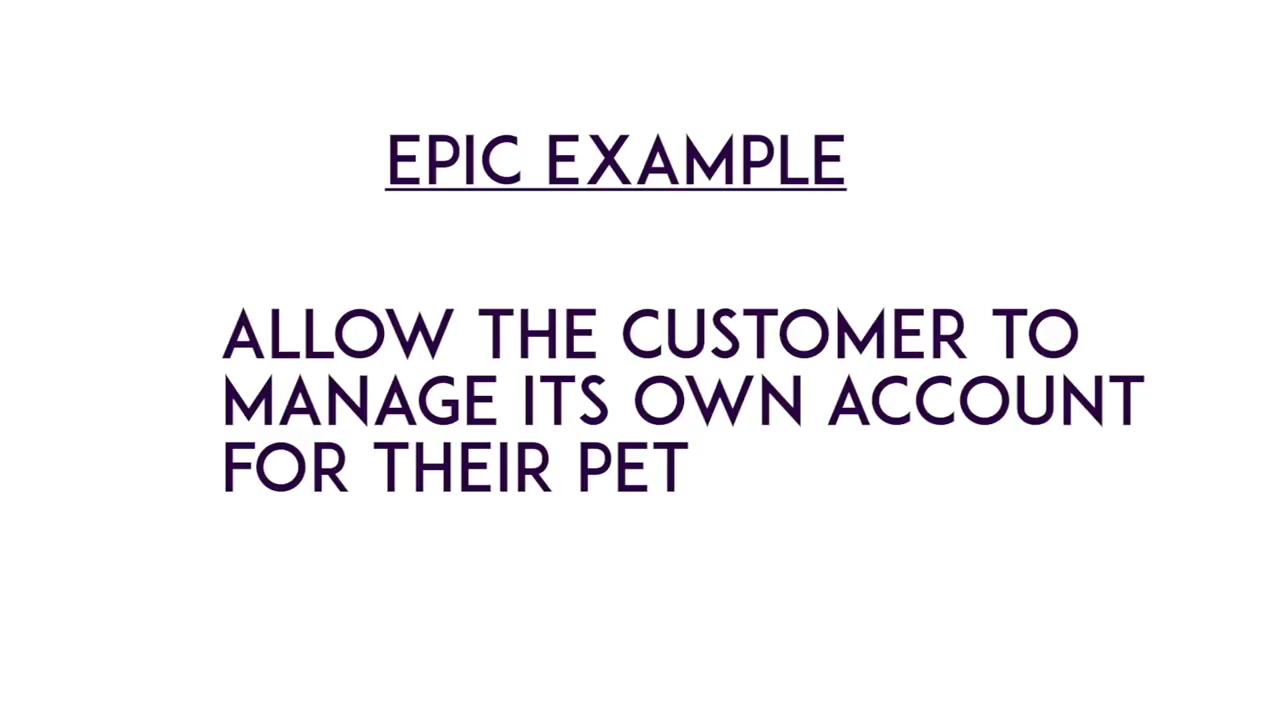 EPIC EXAMPLE
ALLOW THE CUSTOMER TO
MANAGE ITS OWN ACCOUNT
FOR THEIR PET